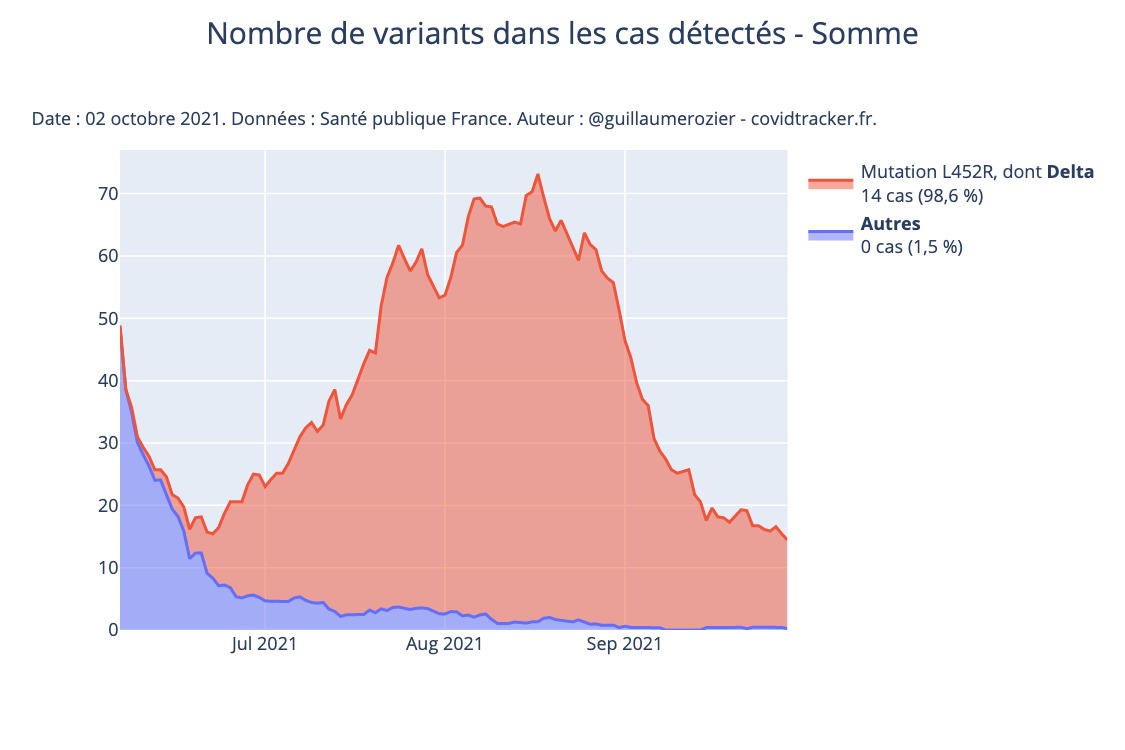 Nombre de variants dans les cas détectés - Somme
Date : 02 octobre 2021. Données : Santé publique France. Auteur : @guillaumerozier - covidtracker.fr.
70
60
50
40
30
20
10
0
Jul 2021
Aug 2021
Sep 2021
Mutation L452R, dont Delta
14 cas (98,6 %)
Autres
0 cas (1,5 %)